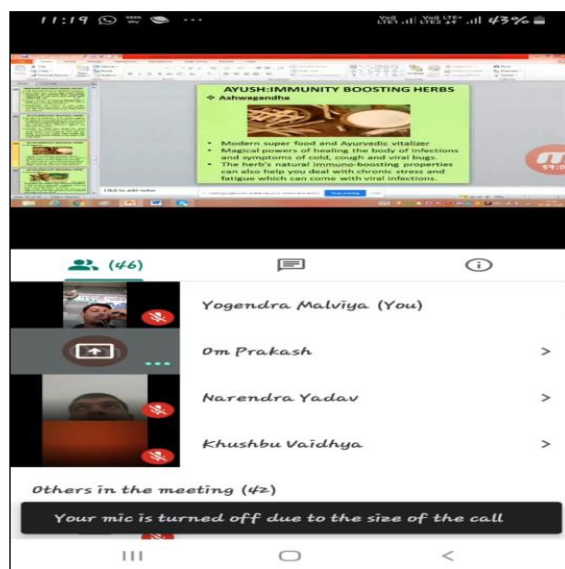 11:19
43%
AYUSH:IMMUNITY BOOSTING HERBS
Ashwagandha
Modern super food and Ayurvedic vitalizer
Magical powers of healing the body of infections
and symptoms of cold, cough and viral bugs.
The herb's natural immuno-boosting properties
can also help you deal with chronic stress and
fatigue which can come with viral infections.
Click to add notes
(46)
Yogendra Malviya (You)
Om Prakash
Narendra Yadav
Khushbu Vaidhya
Others in the meeting (42)
Your mic is turned off due to the size of the call